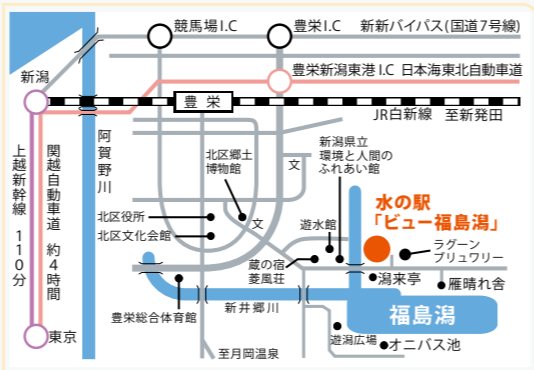 競馬場I.C
豊栄I.C
新新バイパス(国道7号線)
新潟
豊栄新潟東港I.C 日本海東北自動車道
豊栄
JR白新線 至新発田
阿賀野川
上越新幹線 110分
関越自動車道 約4時間
北区郷土
博物館
文
新潟県立
環境と人間の
ふれあい館
水の駅
「ビュー福島潟」
北区役所
文
遊水館
ラグーン
ブリュワリー
北区文化会館
蔵の宿
菱風荘
潟来亭
雁晴れ舎
豊栄総合体育館
新井郷川
福島潟
東京
至月岡温泉
遊潟広場
オニバス池